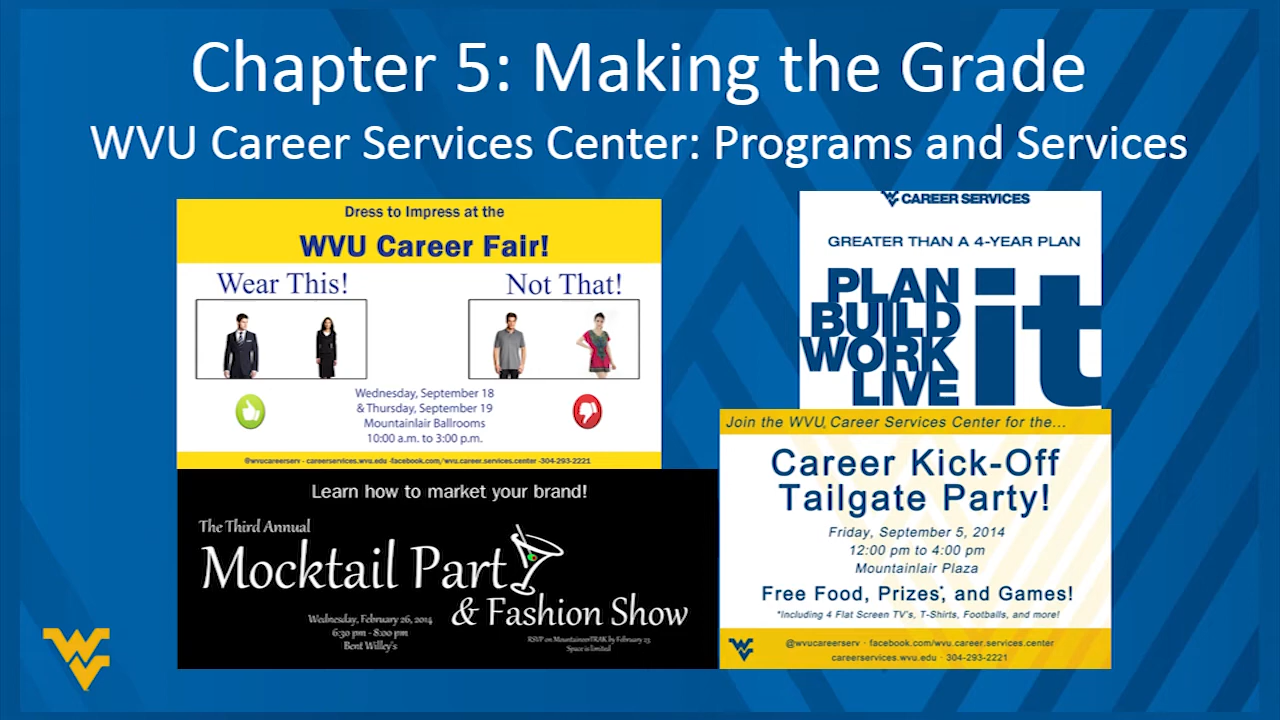 Chapter 5: Making the Grade
WVU Career Services Center: Programs and Services
Dress to Impress at the
WVU Career Fair!
Wear This!
Not That!
Wednesday, September 18
& Thursday, September 19
Mountainlair Ballrooms
10:00 a.m. to 3:00 p.m.
@wvucareerserv - careerservices.wvu.edu -facebook.com/wvu.career.services.center -304-293-2221
CAREER SERVICES
GREATER THAN A 4-YEAR PLAN
PLAN
BUILD
WORK
LIVE
it
Learn how to market your brand!
The Third Annual
Mocktail Party
& Fashion Show
Wednesday, February 26, 2014
6:30 pm - 8:00 pm
Bent Willey's
RSVP on MountaineerTRAK by February 23
Space is limited
Join the WVU Career Services Center for the...
Career Kick-Off
Tailgate Party!
Friday, September 5, 2014
12:00 pm to 4:00 pm
Mountainlair Plaza
Free Food, Prizes*, and Games!
*Including 4 Flat Screen TV's, T-Shirts, Footballs, and more!
@wvucareerserv · facebook.com/wvu.career.services.center
careerservices.wvu.edu · 304-293-2221